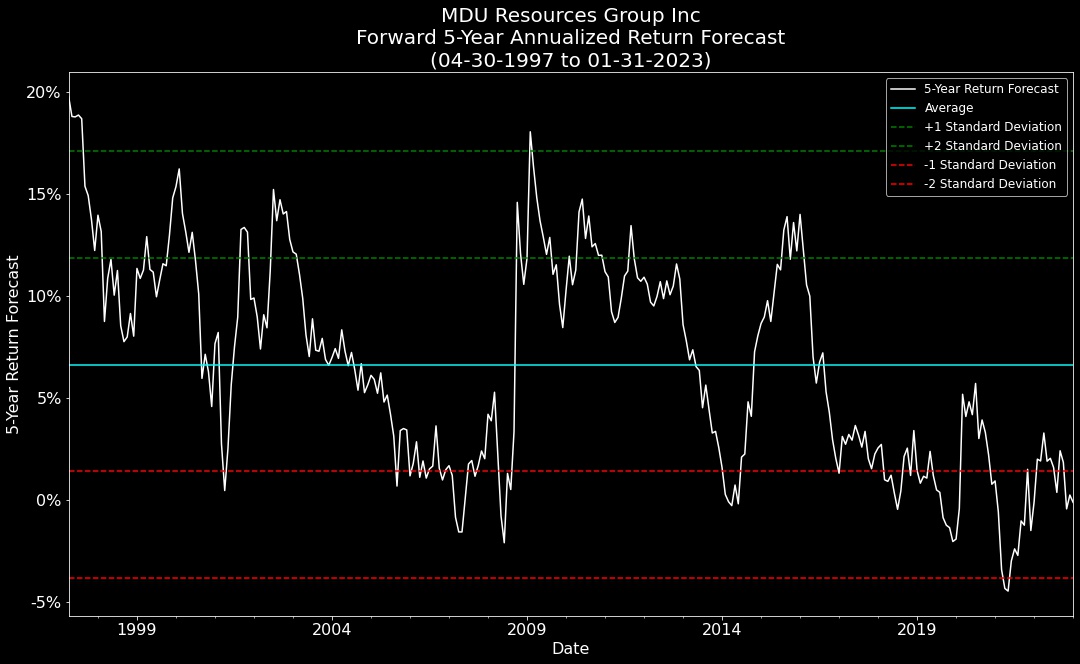 MDU Resources Group Inc
Forward 5-Year Annualized Return Forecast
(04-30-1997 to 01-31-2023)
5-Year Return Forecast
Average
+1 Standard Deviation
+2 Standard Deviation
-1 Standard Deviation
-2 Standard Deviation
20%
15%
10%
5%
0%
-5%
5-Year Return Forecast
1999
2004
2009
2014
2019
Date